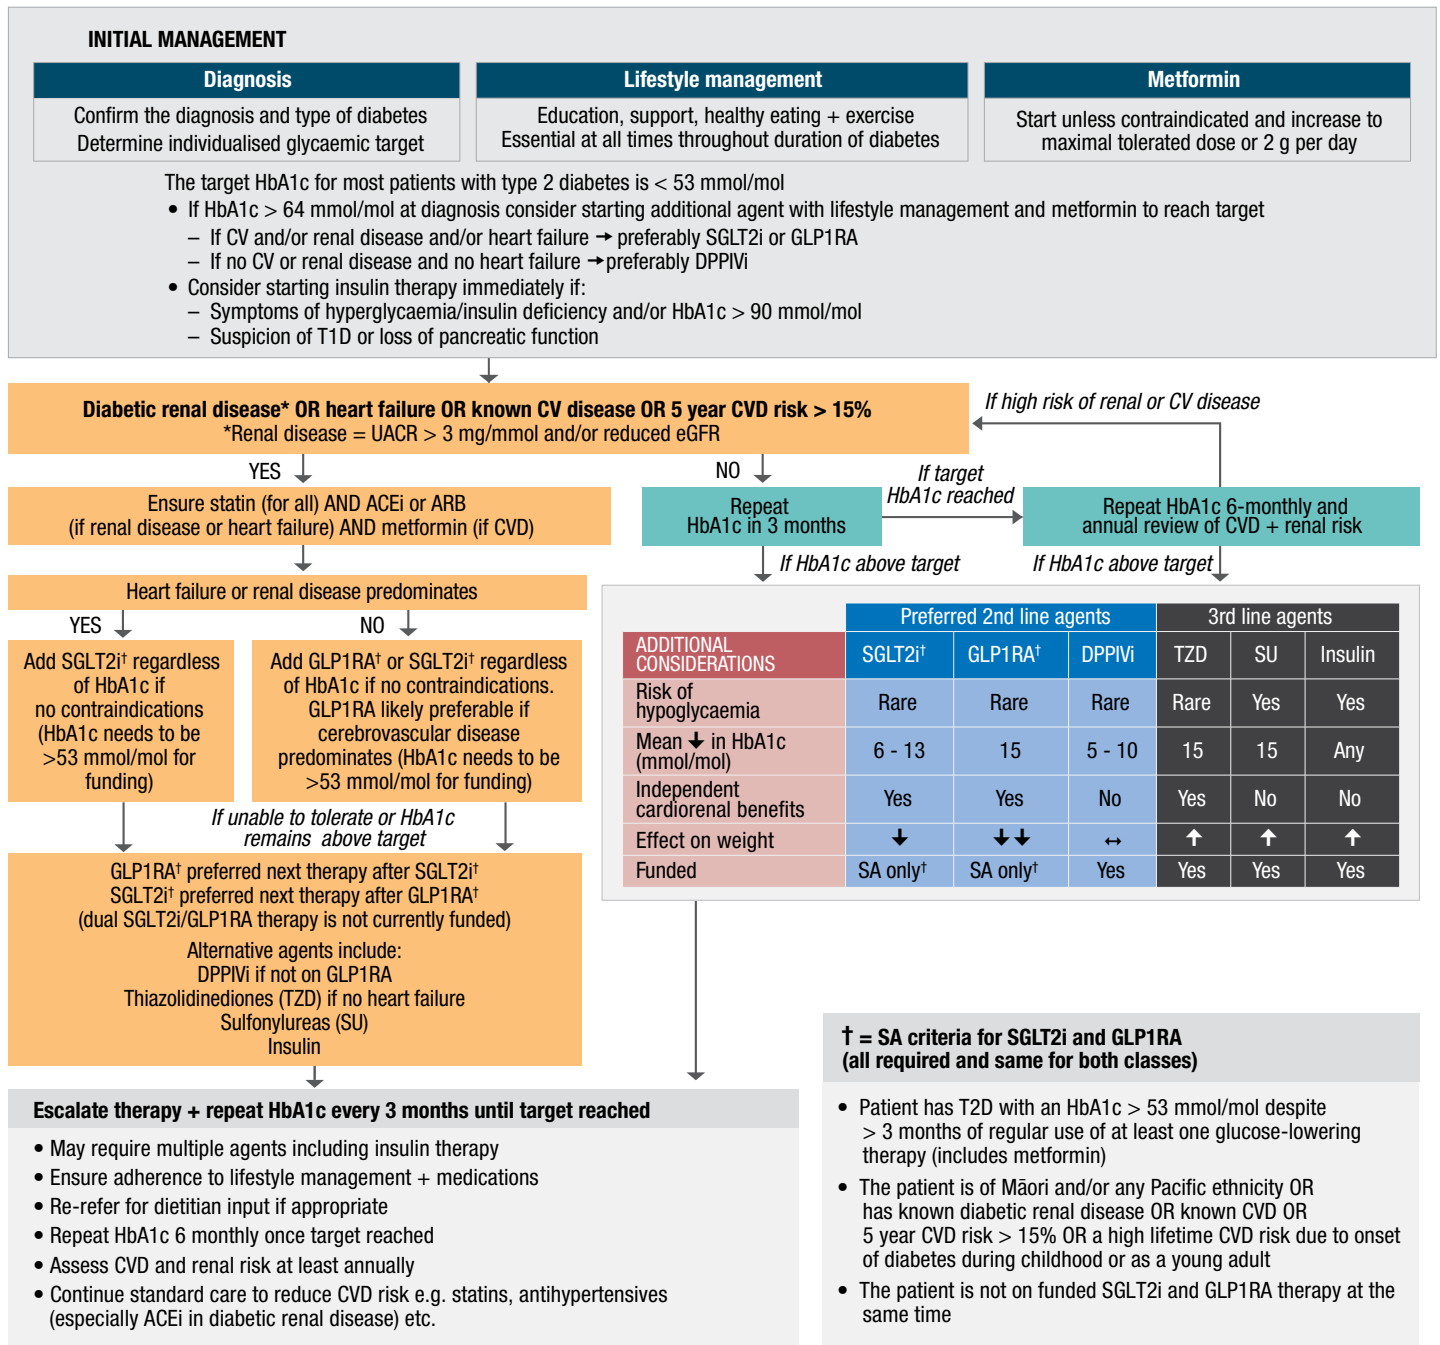 INITIAL MANAGEMENT
Diagnosis
Confirm the diagnosis and type of diabetes
Determine individualised glycaemic target
Lifestyle management
Education, support, healthy eating + exercise
Essential at all times throughout duration of diabetes
Metformin
Start unless contraindicated and increase to
maximal tolerated dose or 2 g per day
The target HbA1c for most patients with type 2 diabetes is < 53 mmol/mol
• If HbA1c > 64 mmol/mol at diagnosis consider starting additional agent with lifestyle management and metformin to reach target
– If CV and/or renal disease and/or heart failure → preferably SGLT2i or GLP1RA
– If no CV or renal disease and no heart failure → preferably DPPIVi
• Consider starting insulin therapy immediately if:
– Symptoms of hyperglycaemia/insulin deficiency and/or HbA1c > 90 mmol/mol
– Suspicion of T1D or loss of pancreatic function
Diabetic renal disease* OR heart failure OR known CV disease OR 5 year CVD risk > 15%
*Renal disease = UACR > 3 mg/mmol and/or reduced eGFR
If high risk of renal or CV disease
YES
NO
Ensure statin (for all) AND ACEi or ARB
(if renal disease or heart failure) AND metformin (if CVD)
Repeat
HbA1c in 3 months
If target
HbA1c reached
Repeat HbA1c 6-monthly and
annual review of CVD + renal risk
If HbA1c above target
If HbA1c above target
Heart failure or renal disease predominates
YES
NO
Add SGLT2i† regardless
of HbA1c if
no contraindications
(HbA1c needs to be
>53 mmol/mol for
funding)
Add GLP1RA† or SGLT2i† regardless
of HbA1c if no contraindications.
GLP1RA likely preferable if
cerebrovascular disease
predominates (HbA1c needs to be
>53 mmol/mol for funding)
If unable to tolerate or HbA1c
remains above target
GLP1RA† preferred next therapy after SGLT2i†
SGLT2i† preferred next therapy after GLP1RA†
(dual SGLT2i/GLP1RA therapy is not currently funded)
Alternative agents include:
DPPIVi if not on GLP1RA
Thiazolidinediones (TZD) if no heart failure
Sulfonylureas (SU)
Insulin
Preferred 2nd line agents 3rd line agents
ADDITIONAL
CONSIDERATIONS
SGLT2i† GLP1RA† DPPIVi TZD SU Insulin
Risk of
hypoglycaemia
Rare Rare Rare Rare Yes Yes
Mean ↓ in HbA1c
(mmol/mol)
6 - 13 15 5 - 10 15 15 Any
Independent
cardiorenal benefits
Yes Yes No Yes No No
Effect on weight ↓ ↓↓ ↔ ↑ ↑ ↑
Funded SA only† SA only† Yes Yes Yes Yes
Escalate therapy + repeat HbA1c every 3 months until target reached
• May require multiple agents including insulin therapy
• Ensure adherence to lifestyle management + medications
• Re-refer for dietitian input if appropriate
• Repeat HbA1c 6 monthly once target reached
• Assess CVD and renal risk at least annually
• Continue standard care to reduce CVD risk e.g. statins, antihypertensives
(especially ACEi in diabetic renal disease) etc.
† = SA criteria for SGLT2i and GLP1RA
(all required and same for both classes)
• Patient has T2D with an HbA1c > 53 mmol/mol despite
> 3 months of regular use of at least one glucose-lowering
therapy (includes metformin)
• The patient is of Māori and/or any Pacific ethnicity OR
has known diabetic renal disease OR known CVD OR
5 year CVD risk > 15% OR a high lifetime CVD risk due to onset
of diabetes during childhood or as a young adult
• The patient is not on funded SGLT2i and GLP1RA therapy at the
same time